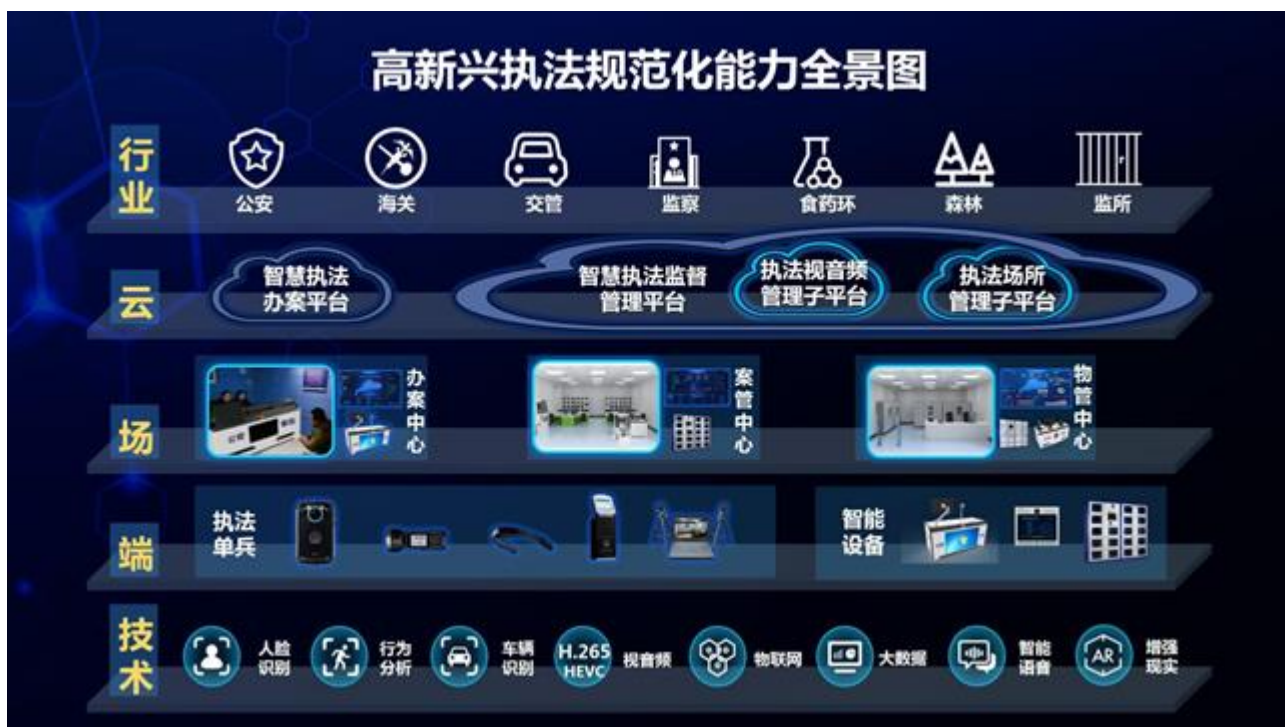 高新兴执法规范化能力全景图
行业
公安
海关
交管
监察
食药环
森林
监所
云
智慧执法
办案平台
智慧执法监督
管理平台
执法视音频
管理子平台
执法场所
管理子平台
场
办案中心
案管中心
物管中心
端
执法
单兵
智能
设备
技术
人脸
识别
行为
分析
车辆
识别
H.265
HEVC
视音频
物联网
大数据
智能
语音
AR
增强
现实